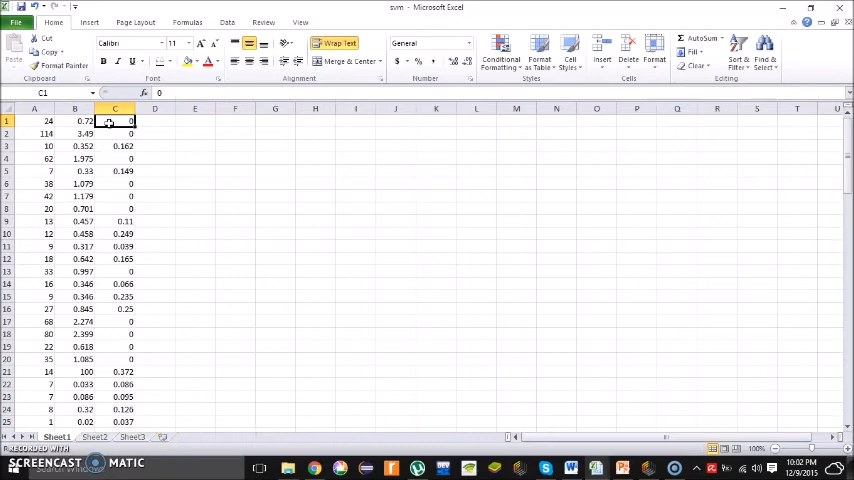 svm - Microsoft Excel
File Home Insert Page Layout Formulas Data Review View
Cut
Copy
Format Painter
Paste
Clipboard
Calibri 11
B I U
Font
Wrap Text
Merge & Center
Alignment
General
$ % ,
Number
Conditional Formatting
Format as Table
Cell Styles
Styles
Insert Delete Format
Cells
AutoSum
Fill
Clear
Sort & Filter
Find & Select
Editing
C1 fx 0
A B C D E F G H I J K L M N O P Q R S T U
1 24 0.72 0
2 114 3.49 0
3 10 0.352 0.162
4 62 1.975 0
5 7 0.33 0.149
6 38 1.079 0
7 42 1.179 0
8 20 0.701 0
9 13 0.457 0.11
10 12 0.458 0.249
11 9 0.317 0.039
12 18 0.642 0.165
13 33 0.997 0
14 16 0.346 0.066
15 9 0.346 0.235
16 27 0.845 0.25
17 68 2.274 0
18 80 2.399 0
19 22 0.618 0
20 35 1.085 0
21 14 100 0.372
22 7 0.033 0.086
23 7 0.086 0.095
24 8 0.32 0.126
25 1 0.02 0.037
Sheet1 Sheet2 Sheet3
RECORDED WITH
100%
SCREENCAST MATIC
Search Windows
10:02 PM
12/9/2015